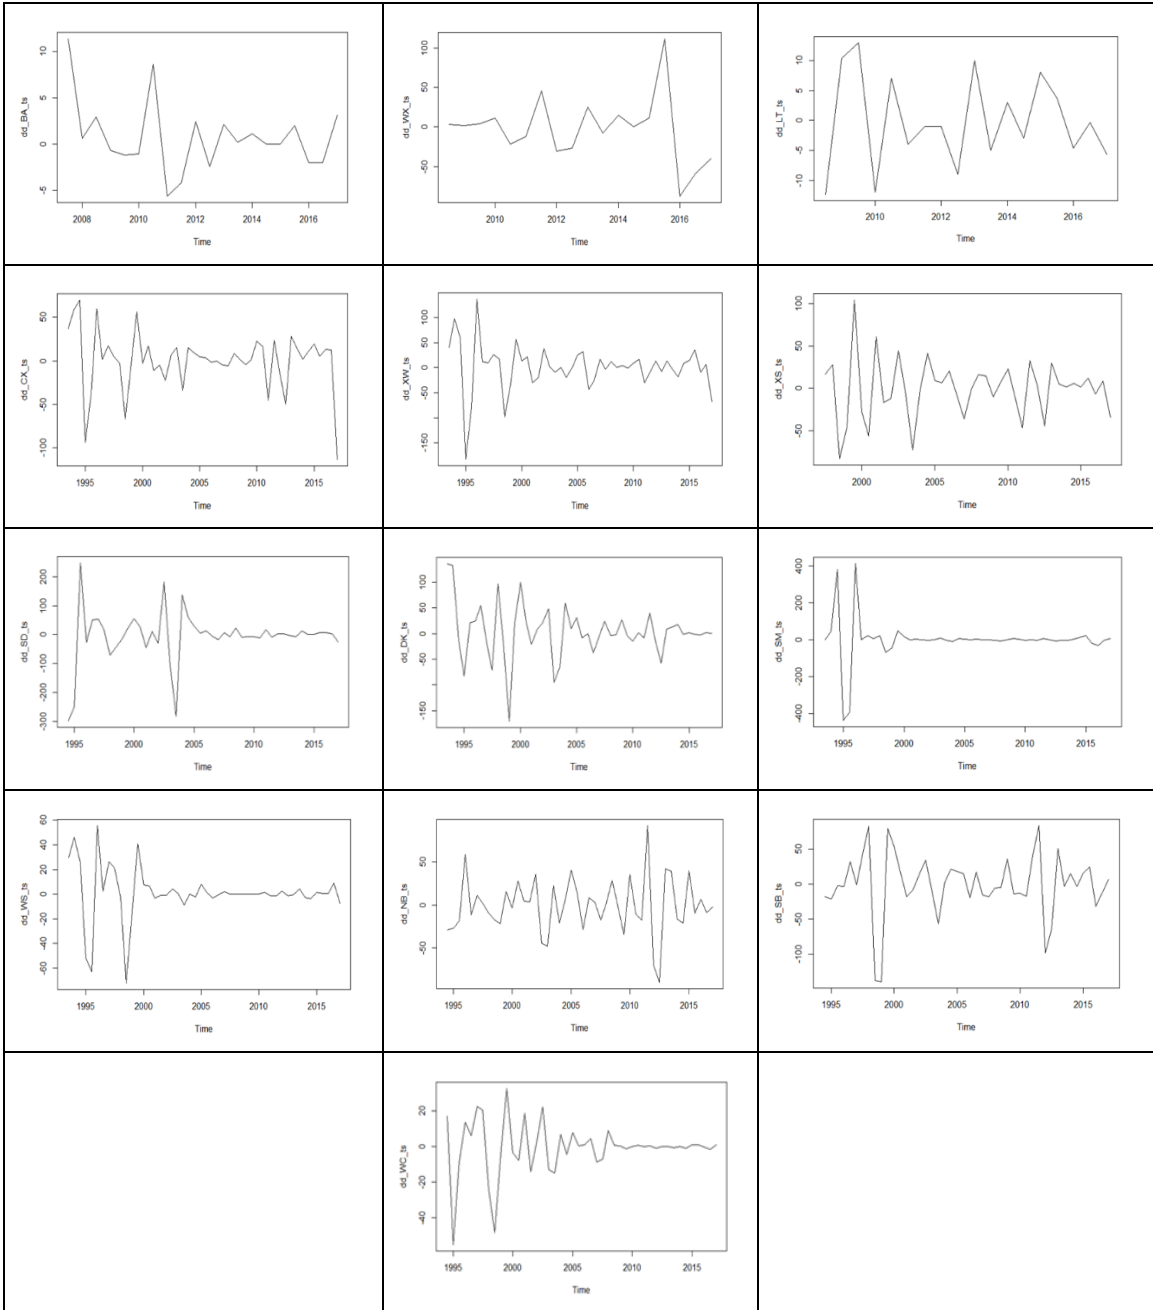 dd_BA_ts
10
5
0
-5
2008 2010 2012 2014 2016
Time
dd_WX_ts
100
50
0
-50
2010 2012 2014 2016
Time
dd_LT_ts
10
5
0
-5
-10
2010 2012 2014 2016
Time
dd_CX_ts
50
0
-50
-100
1995 2000 2005 2010 2015
Time
dd_XW_ts
100
50
0
-50
-150
1995 2000 2005 2010 2015
Time
dd_XS_ts
100
50
0
-50
2000 2005 2010 2015
Time
dd_SD_ts
200
100
0
-100
-200
-300
1995 2000 2005 2010 2015
Time
dd_DK_ts
100
50
0
-50
-150
1995 2000 2005 2010 2015
Time
dd_SM_ts
400
200
0
-200
-400
1995 2000 2005 2010 2015
Time
dd_WS_ts
60
40
20
0
-20
-40
-60
1995 2000 2005 2010 2015
Time
dd_NB_ts
50
0
-50
1995 2000 2005 2010 2015
Time
dd_SB_ts
50
0
-50
-100
1995 2000 2005 2010 2015
Time
dd_WC_ts
20
0
-20
-40
1995 2000 2005 2010 2015
Time